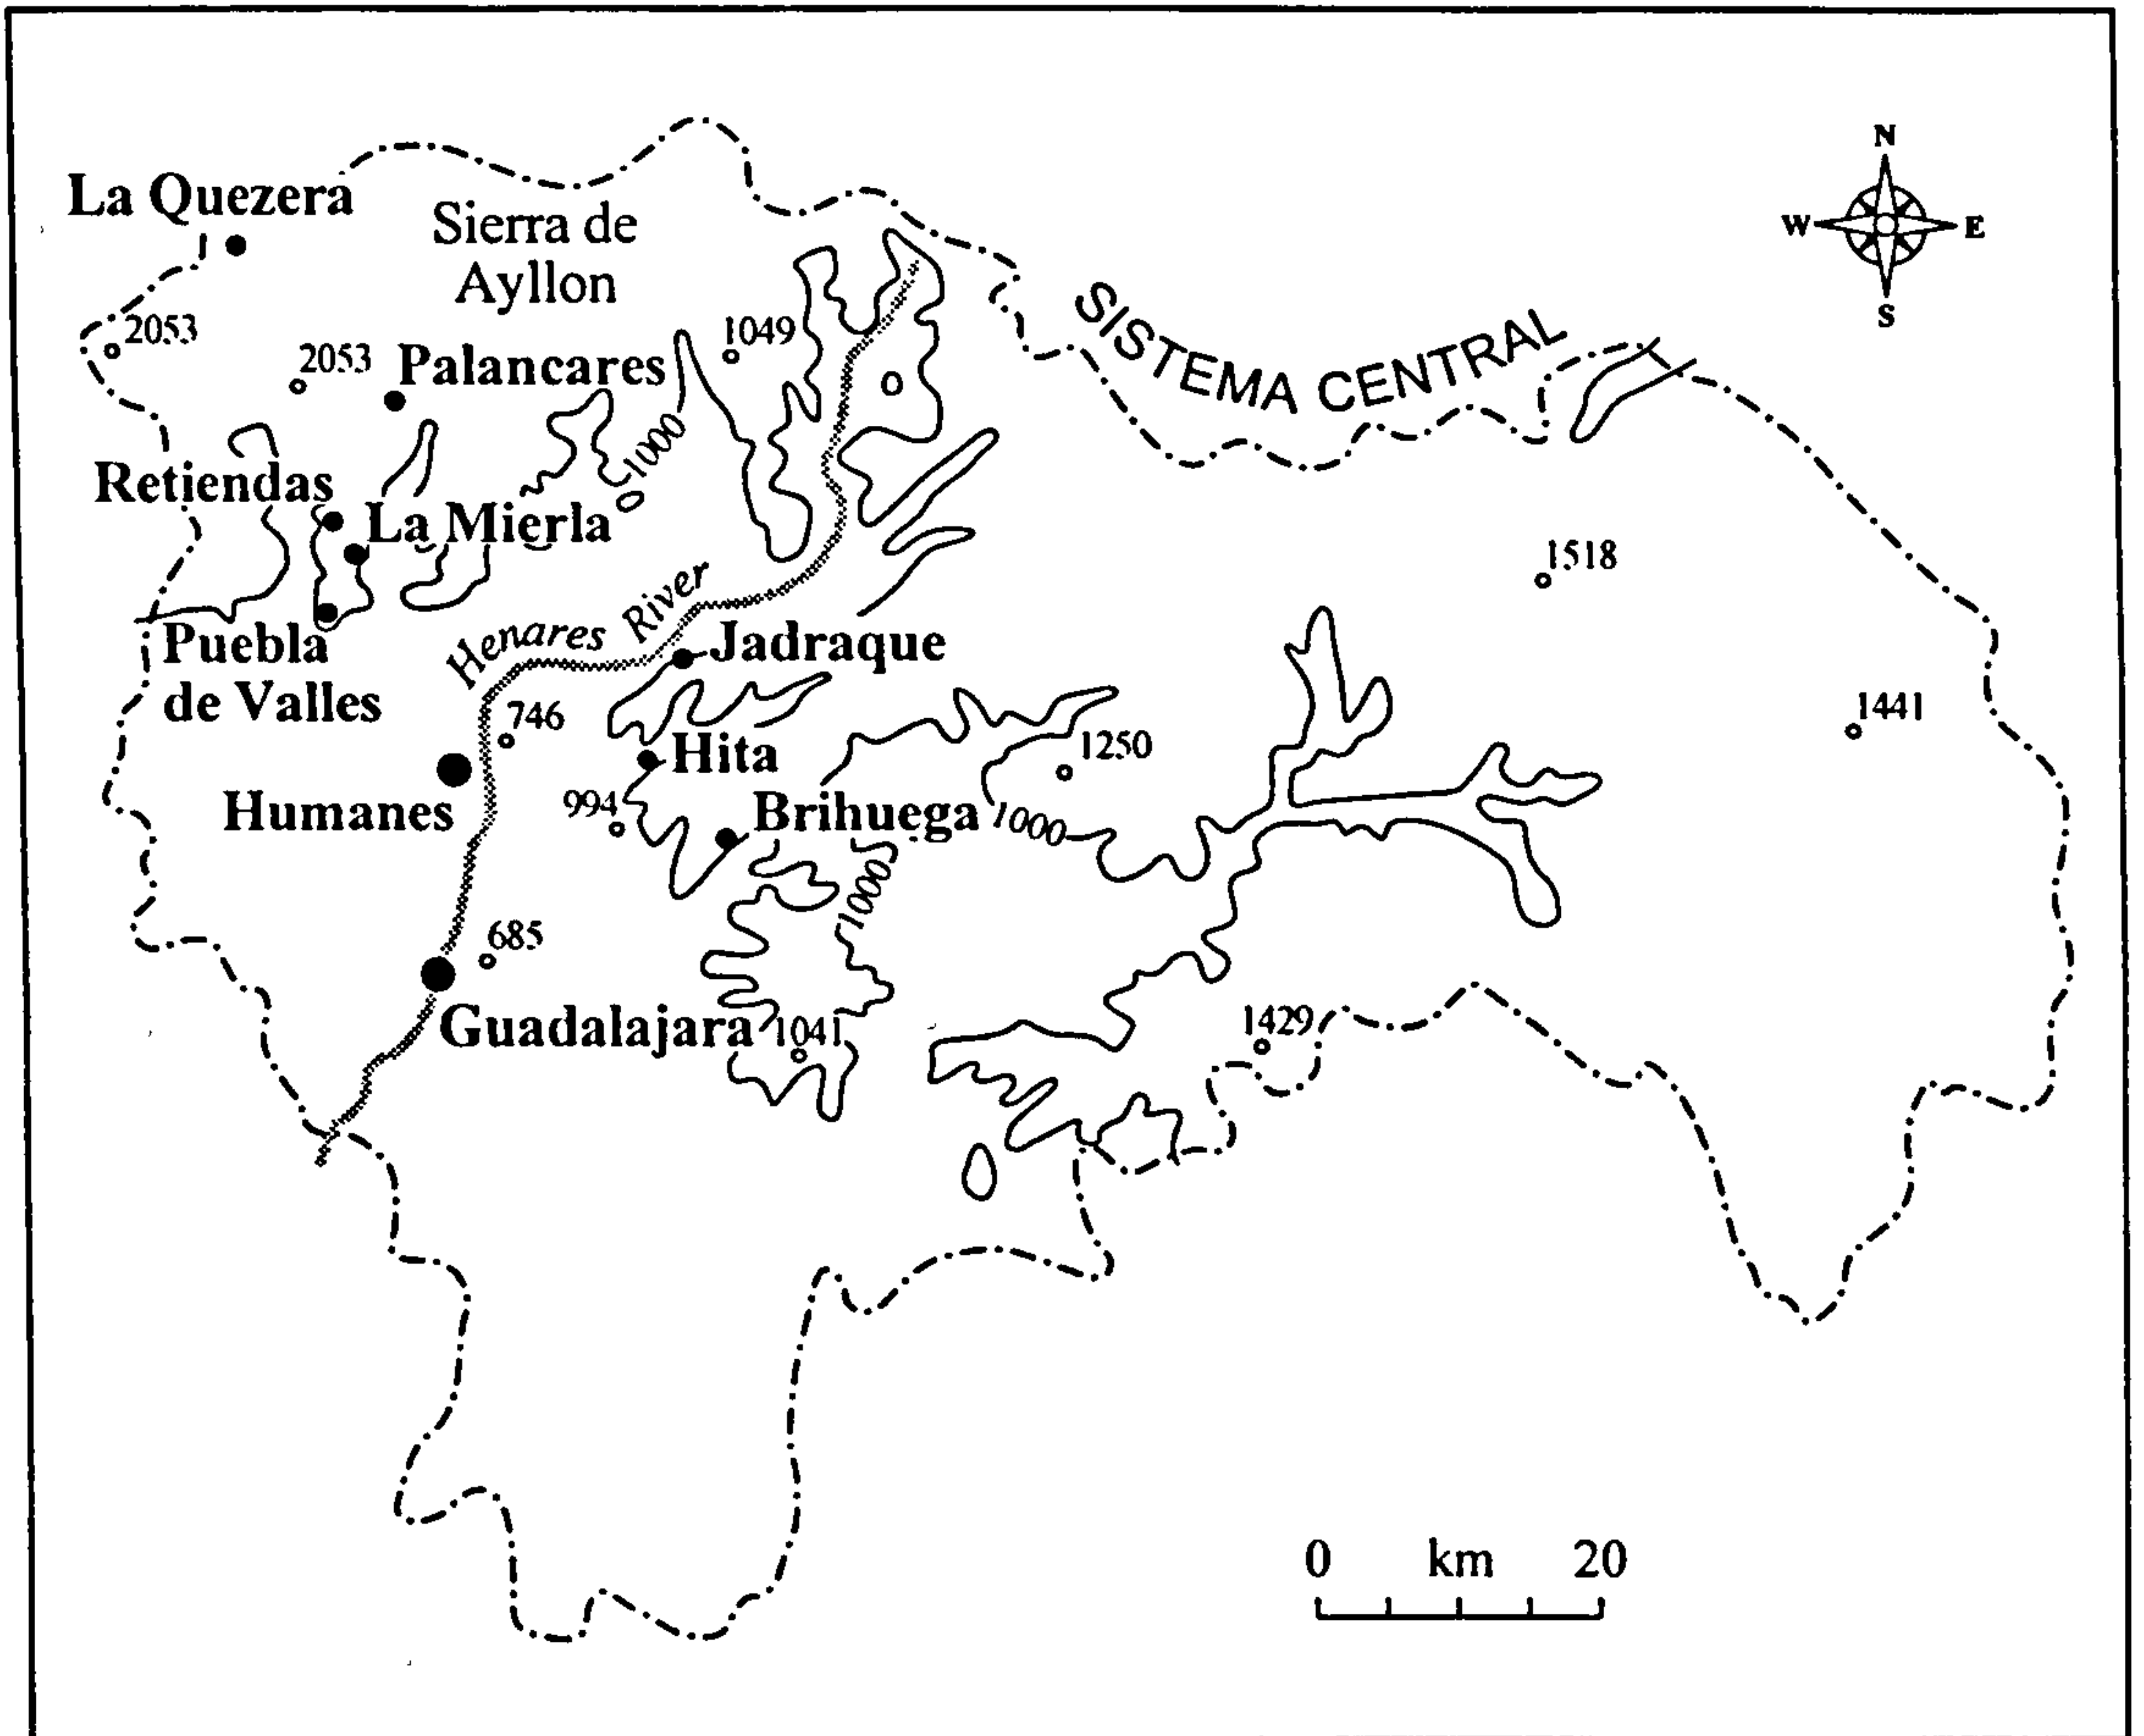 N
La Quezera
Sierra de
Ayllon
W
E
S
2053
2053
Palancares
1049
SISTEMA CENTRAL
1000
Retiendas
La Mierla
1518
Henares River
Jadraque
Puebla
de Valles
746
1441
Hita
1250
Humanes
994
Brihuega
1000
1000
685
Guadalajara
1041
1429
0 km 20